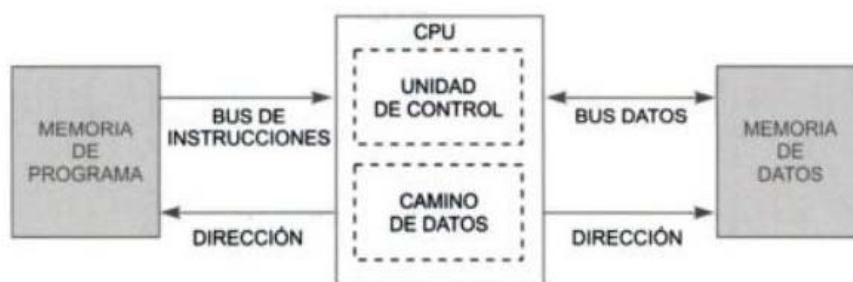 CPU
UNIDAD
DE CONTROL
MEMORIA
DE
PROGRAMA
BUS DE
INSTRUCCIONES
BUS DATOS
MEMORIA
DE
DATOS
CAMINO
DE DATOS
DIRECCIÓN
DIRECCIÓN